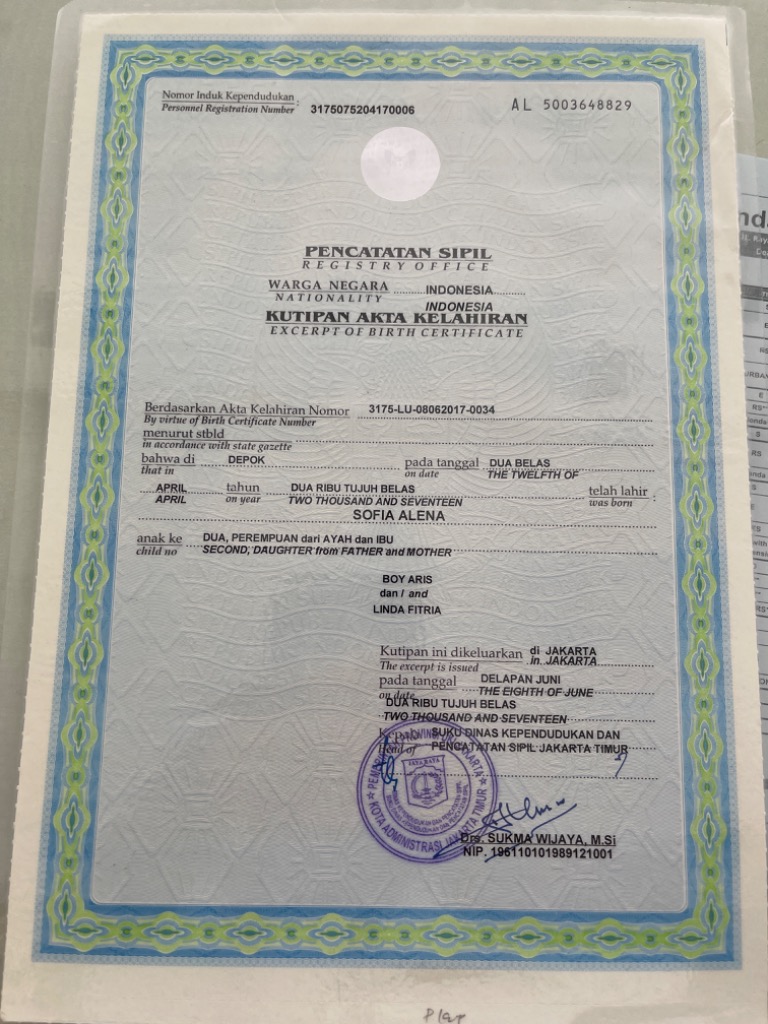 Nomor Induk Kependudukan :
Personnel Registration Number 3175075204170006
AL 5003648829
PENCATATAN SIPIL
REGISTRY OFFICE
WARGA NEGARA INDONESIA
NATIONALITY INDONESIA
KUTIPAN AKTA KELAHIRAN
EXCERPT OF BIRTH CERTIFICATE
Berdasarkan Akta Kelahiran Nomor 3175-LU-08062017-0034
By virtue of Birth Certificate Number
menurut stbld
in accordance with state gazette
bahwa di DEPOK pada tanggal DUA BELAS
that in on date THE TWELFTH OF
APRIL tahun DUA RIBU TUJUH BELAS telah lahir :
APRIL on year TWO THOUSAND AND SEVENTEEN was born
SOFIA ALENA
anak ke DUA, PEREMPUAN dari AYAH dan IBU
child no SECOND, DAUGHTER from FATHER and MOTHER
BOY ARIS
dan / and
LINDA FITRIA
Kutipan ini dikeluarkan di JAKARTA
The excerpt is issued in JAKARTA
pada tanggal DELAPAN JUNI
on date THE EIGHTH OF JUNE
DUA RIBU TUJUH BELAS
TWO THOUSAND AND SEVENTEEN
Kepala SUKU DINAS KEPENDUDUKAN DAN
Head of PENCATATAN SIPIL JAKARTA TIMUR
KOTA ADMINISTRASI JAKARTA TIMUR
JAYA RAYA
Drs. SUKMA WIJAYA, M.Si
NIP. 196110101989121001